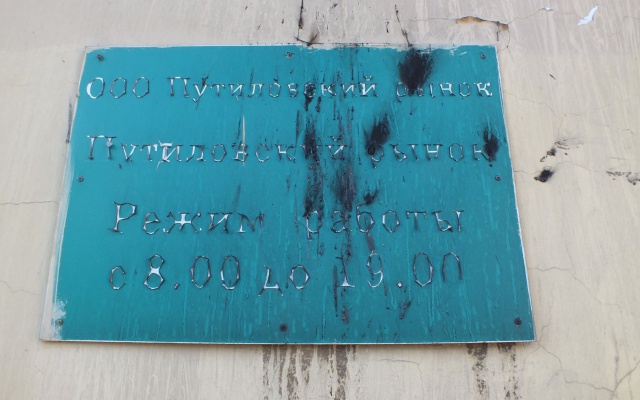 ООО Путиловский рынок
Путиловский рынок
Режим работы
с 8.00 до 19.00